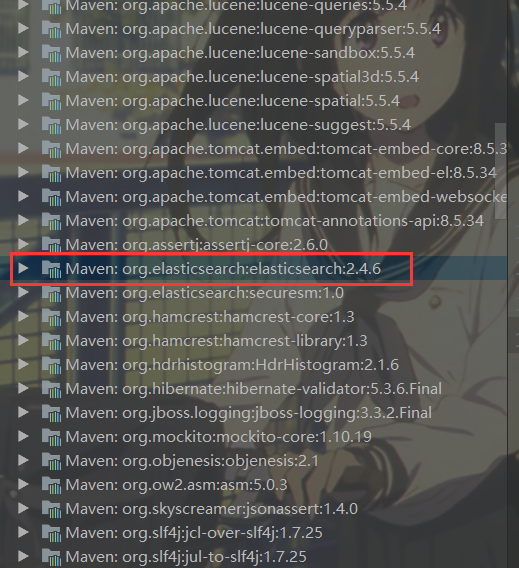 Maven: org.apache.lucene:lucene-queries:5.5.4
Maven: org.apache.lucene:lucene-queryparser:5.5.4
Maven: org.apache.lucene:lucene-sandbox:5.5.4
Maven: org.apache.lucene:lucene-spatial3d:5.5.4
Maven: org.apache.lucene:lucene-spatial:5.5.4
Maven: org.apache.lucene:lucene-suggest:5.5.4
Maven: org.apache.tomcat.embed:tomcat-embed-core:8.5.3
Maven: org.apache.tomcat.embed:tomcat-embed-el:8.5.34
Maven: org.apache.tomcat.embed:tomcat-embed-websocke
Maven: org.apache.tomcat:tomcat-annotations-api:8.5.34
Maven: org.assertj:assertj-core:2.6.0
Maven: org.elasticsearch:elasticsearch:2.4.6
Maven: org.elasticsearch:securesm:1.0
Maven: org.hamcrest:hamcrest-core:1.3
Maven: org.hamcrest:hamcrest-library:1.3
Maven: org.hdrhistogram:HdrHistogram:2.1.6
Maven: org.hibernate:hibernate-validator:5.3.6.Final
Maven: org.jboss.logging:jboss-logging:3.3.2.Final
Maven: org.mockito:mockito-core:1.10.19
Maven: org.objenesis:objenesis:2.1
Maven: org.ow2.asm:asm:5.0.3
Maven: org.skyscreamer:jsonassert:1.4.0
Maven: org.slf4j:jcl-over-slf4j:1.7.25
Maven: org.slf4j:jul-to-slf4j:1.7.25